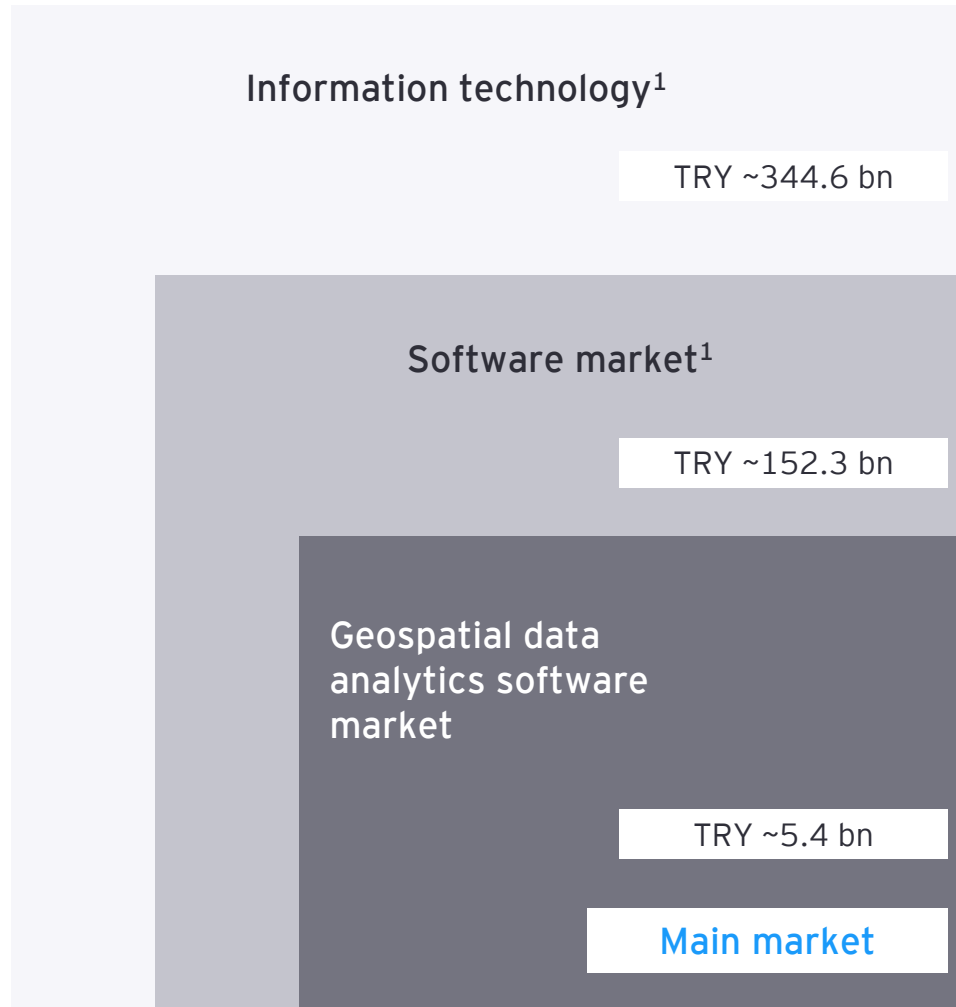 Information technology¹
TRY ~344.6 bn
Software market¹
TRY ~152.3 bn
Geospatial data
analytics software
market
TRY ~5.4 bn
Main market